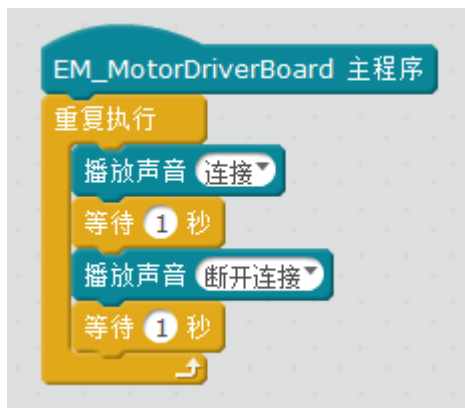 EM_MotorDriverBoard 主程序
重复执行
播放声音 连接
等待 1 秒
播放声音 断开连接
等待 1 秒